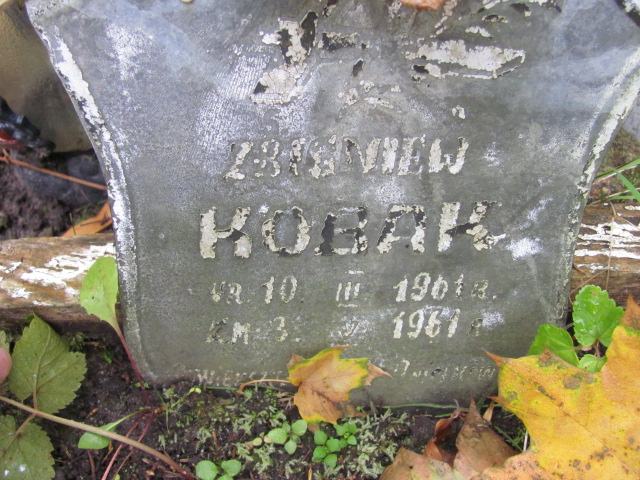 ZBIGNIEW
KOBAK
UR. 10. III 1961 R.
ZM. 3. V 1961 R.